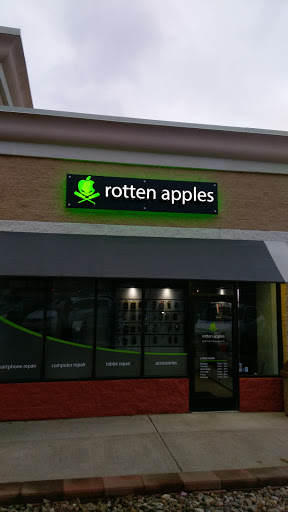 rotten apples
rotten apples
smartphone repair computer repair tablet repair accessories